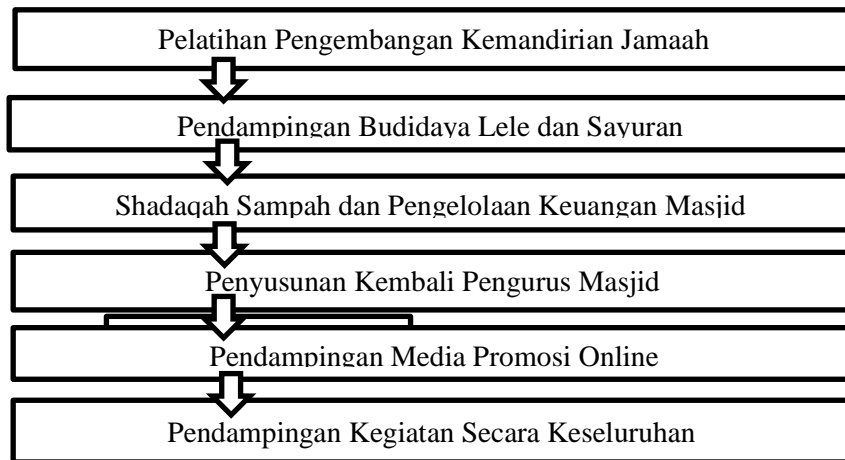 Pelatihan Pengembangan Kemandirian Jamaah
Pendampingan Budidaya Lele dan Sayuran
Shadaqah Sampah dan Pengelolaan Keuangan Masjid
Penyusunan Kembali Pengurus Masjid
Pendampingan Media Promosi Online
Pendampingan Kegiatan Secara Keseluruhan